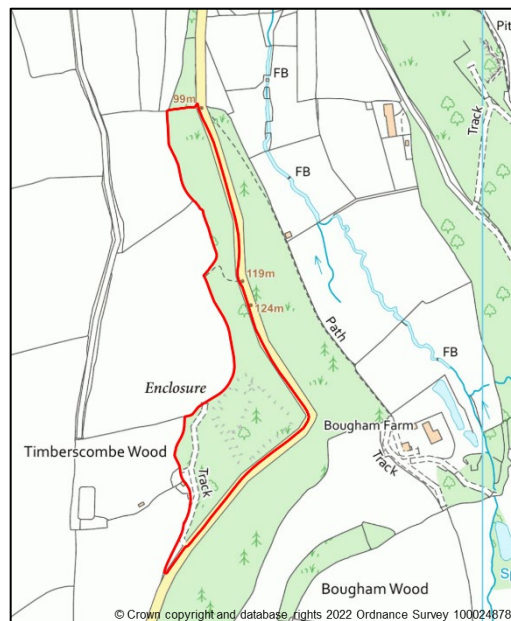 Pit
FB
99m
Track
FB
119m
124m
Path
FB
Enclosure
Bougham Farm
Timberscombe Wood
Track
Track
Bougham Wood
Sp
© Crown copyright and database rights 2022 Ordnance Survey 100024878